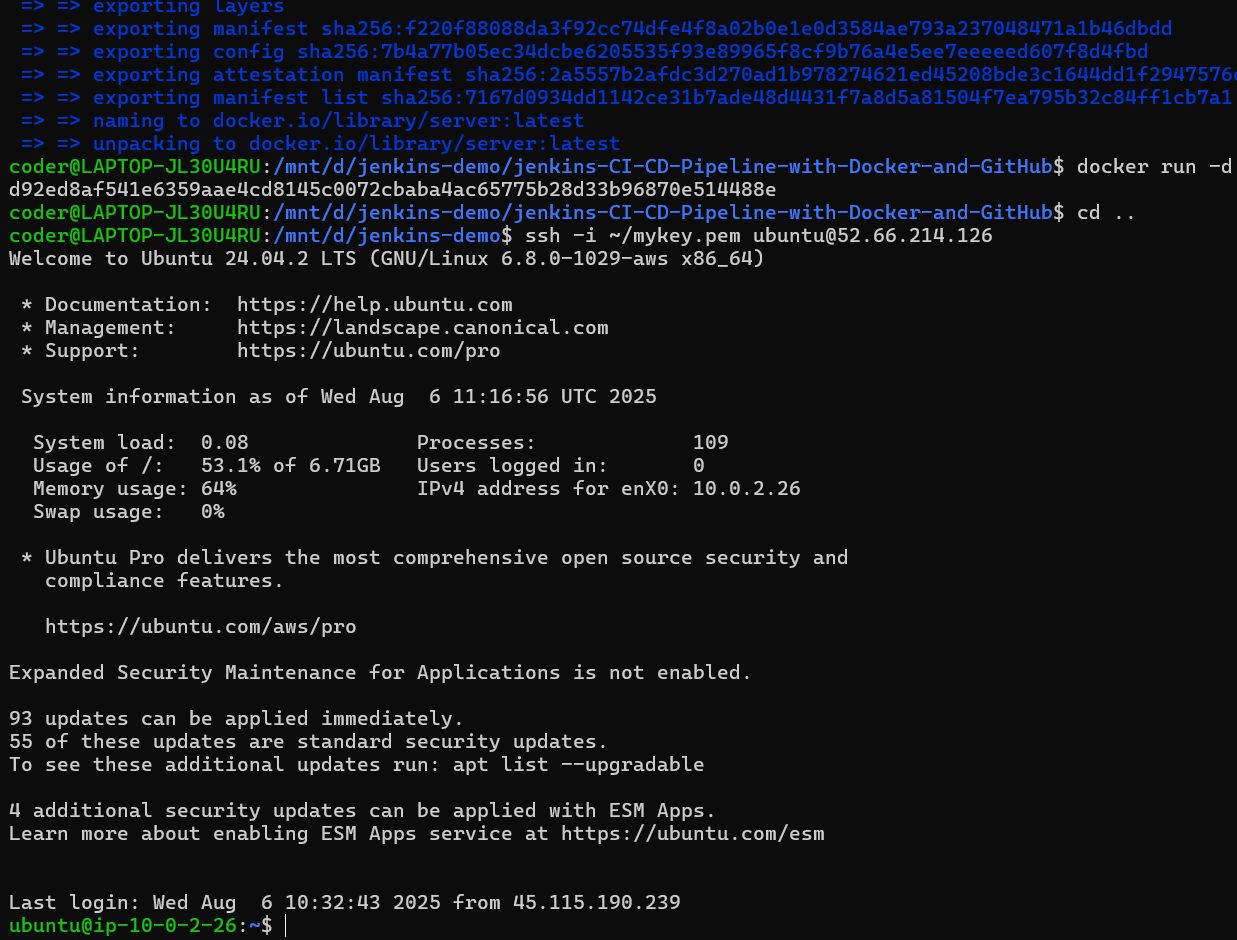 => => exporting layers
=> => exporting manifest sha256:f220f88088da3f92cc74dfe4f8a02b0e1e0d3584ae793a237048471a1b46dbdd
=> => exporting config sha256:7b4a77b05ec34dcbe6205535f93e89965f8cf9b76a4e5ee7eeeeed607f8d4fbd
=> => exporting attestation manifest sha256:2a5557b2afdc3d270ad1b978274621ed45208bde3c1644dd1f2947576
=> => exporting manifest list sha256:7167d0934dd1142ce31b7ade48d4431f7a8d5a81504f7ea795b32c84ff1cb7a1
=> => naming to docker.io/library/server:latest
=> => unpacking to docker.io/library/server:latest
coder@LAPTOP-JL30U4RU:/mnt/d/jenkins-demo/jenkins-CI-CD-Pipeline-with-Docker-and-GitHub$ docker run -d
d92ed8af541e6359aae4cd8145c0072cbaba4ac65775b28d33b96870e514488e
coder@LAPTOP-JL30U4RU:/mnt/d/jenkins-demo/jenkins-CI-CD-Pipeline-with-Docker-and-GitHub$ cd ..
coder@LAPTOP-JL30U4RU:/mnt/d/jenkins-demo$ ssh -i ~/mykey.pem ubuntu@52.66.214.126
Welcome to Ubuntu 24.04.2 LTS (GNU/Linux 6.8.0-1029-aws x86_64)
* Documentation:  https://help.ubuntu.com
* Management:     https://landscape.canonical.com
* Support:        https://ubuntu.com/pro
System information as of Wed Aug  6 11:16:56 UTC 2025
System load:  0.08              Processes:             109
Usage of /:   53.1% of 6.71GB   Users logged in:       0
Memory usage: 64%               IPv4 address for enX0: 10.0.2.26
Swap usage:   0%
* Ubuntu Pro delivers the most comprehensive open source security and
compliance features.
https://ubuntu.com/aws/pro
Expanded Security Maintenance for Applications is not enabled.
93 updates can be applied immediately.
55 of these updates are standard security updates.
To see these additional updates run: apt list --upgradable
4 additional security updates can be applied with ESM Apps.
Learn more about enabling ESM Apps service at https://ubuntu.com/esm
Last login: Wed Aug  6 10:32:43 2025 from 45.115.190.239
ubuntu@ip-10-0-2-26:~$